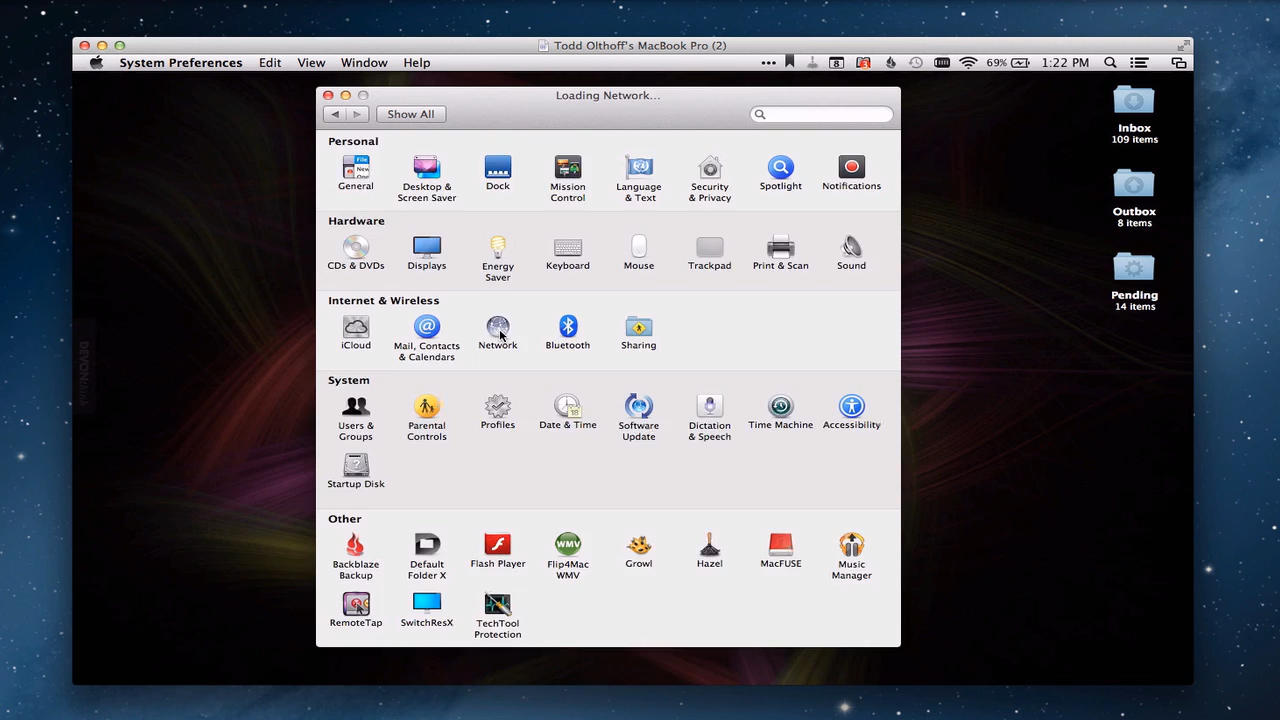 Todd Olthoff's MacBook Pro (2)
System Preferences Edit View Window Help
8 3 69% 1:22 PM
Loading Network...
Show All
Personal
General
Desktop &
Screen Saver
Dock
Mission
Control
Language
& Text
Security
& Privacy
Spotlight
Notifications
Hardware
CDs & DVDs
Displays
Energy
Saver
Keyboard
Mouse
Trackpad
Print & Scan
Sound
Internet & Wireless
iCloud
Mail, Contacts
& Calendars
Network
Bluetooth
Sharing
System
Users &
Groups
Parental
Controls
Profiles
Date & Time
Software
Update
Dictation
& Speech
Time Machine
Accessibility
Startup Disk
Other
Backblaze
Backup
Default
Folder X
Flash Player
WMV
Flip4Mac
WMV
Growl
Hazel
MacFUSE
Music
Manager
RemoteTap
SwitchResX
TechTool
Protection
Inbox
109 items
Outbox
8 items
Pending
14 items